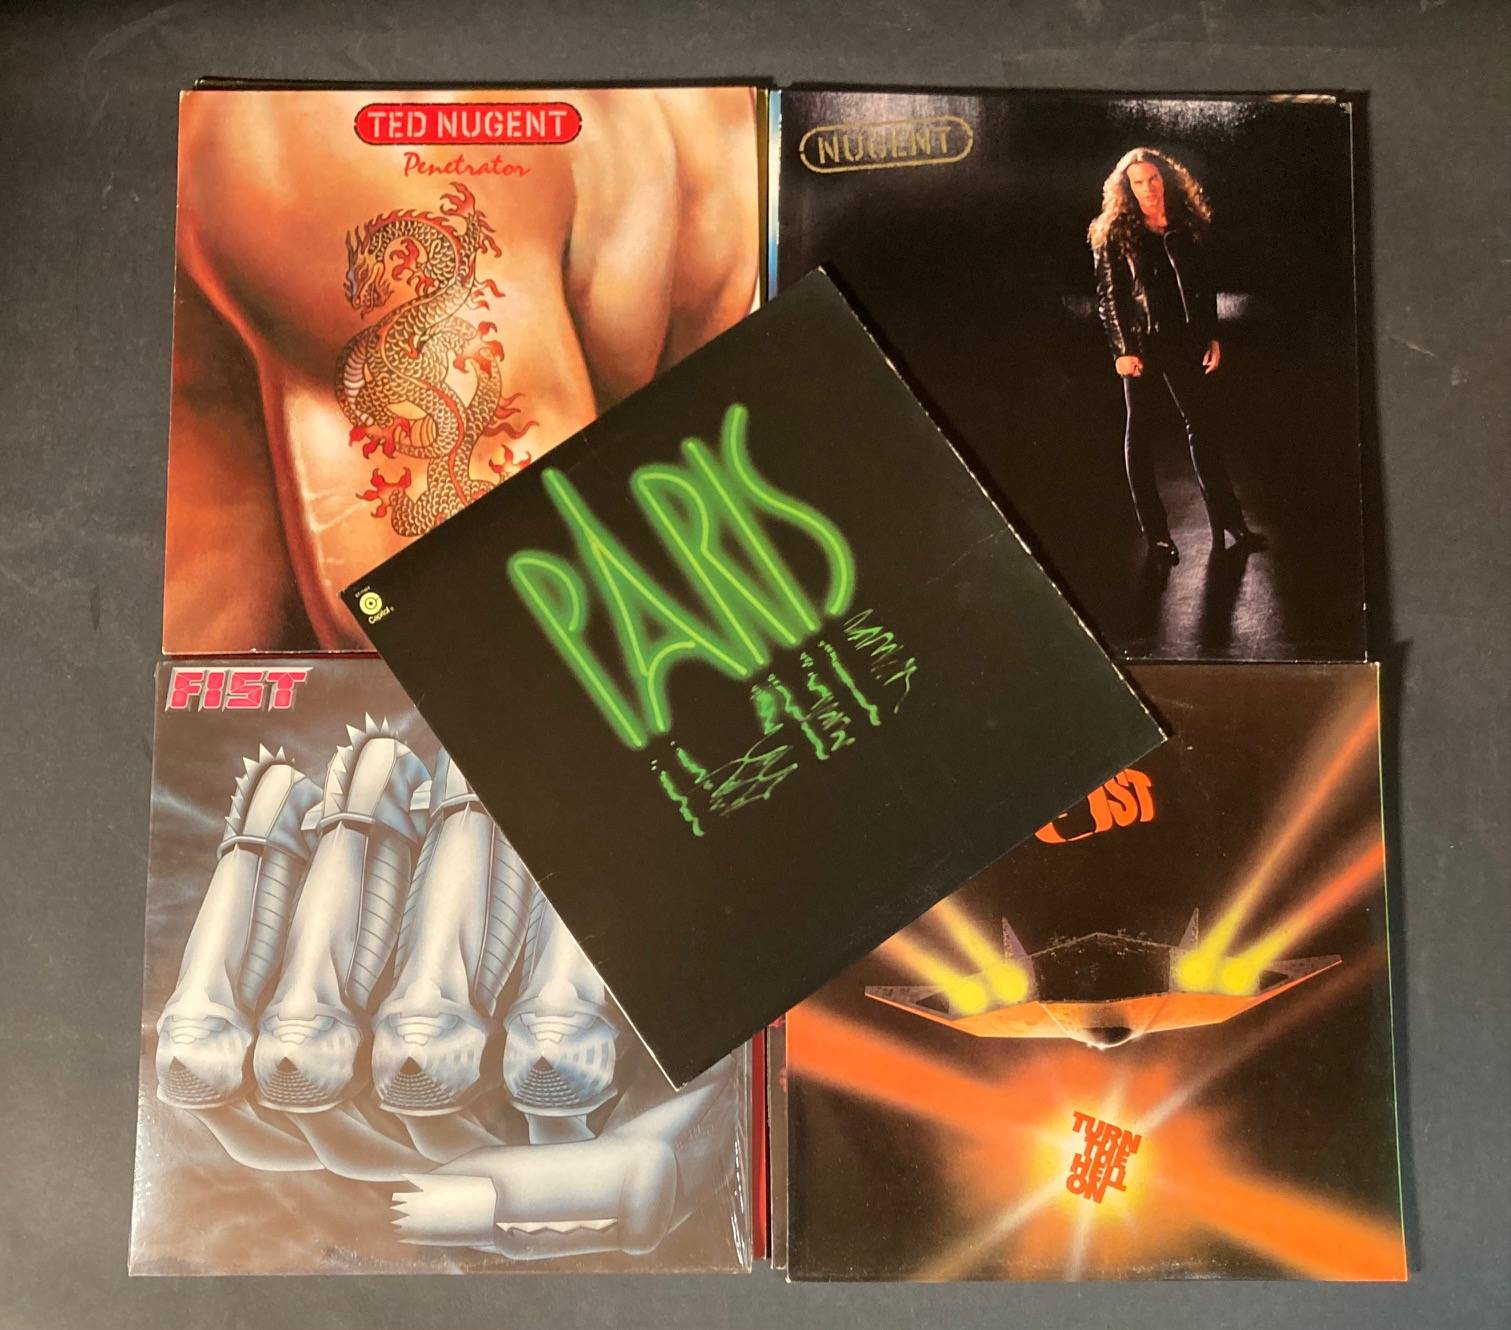 TED NUGENT
Penetrator
NUGENT
PARIS
Capitol
FIST
TURN
THE
HELL
ON